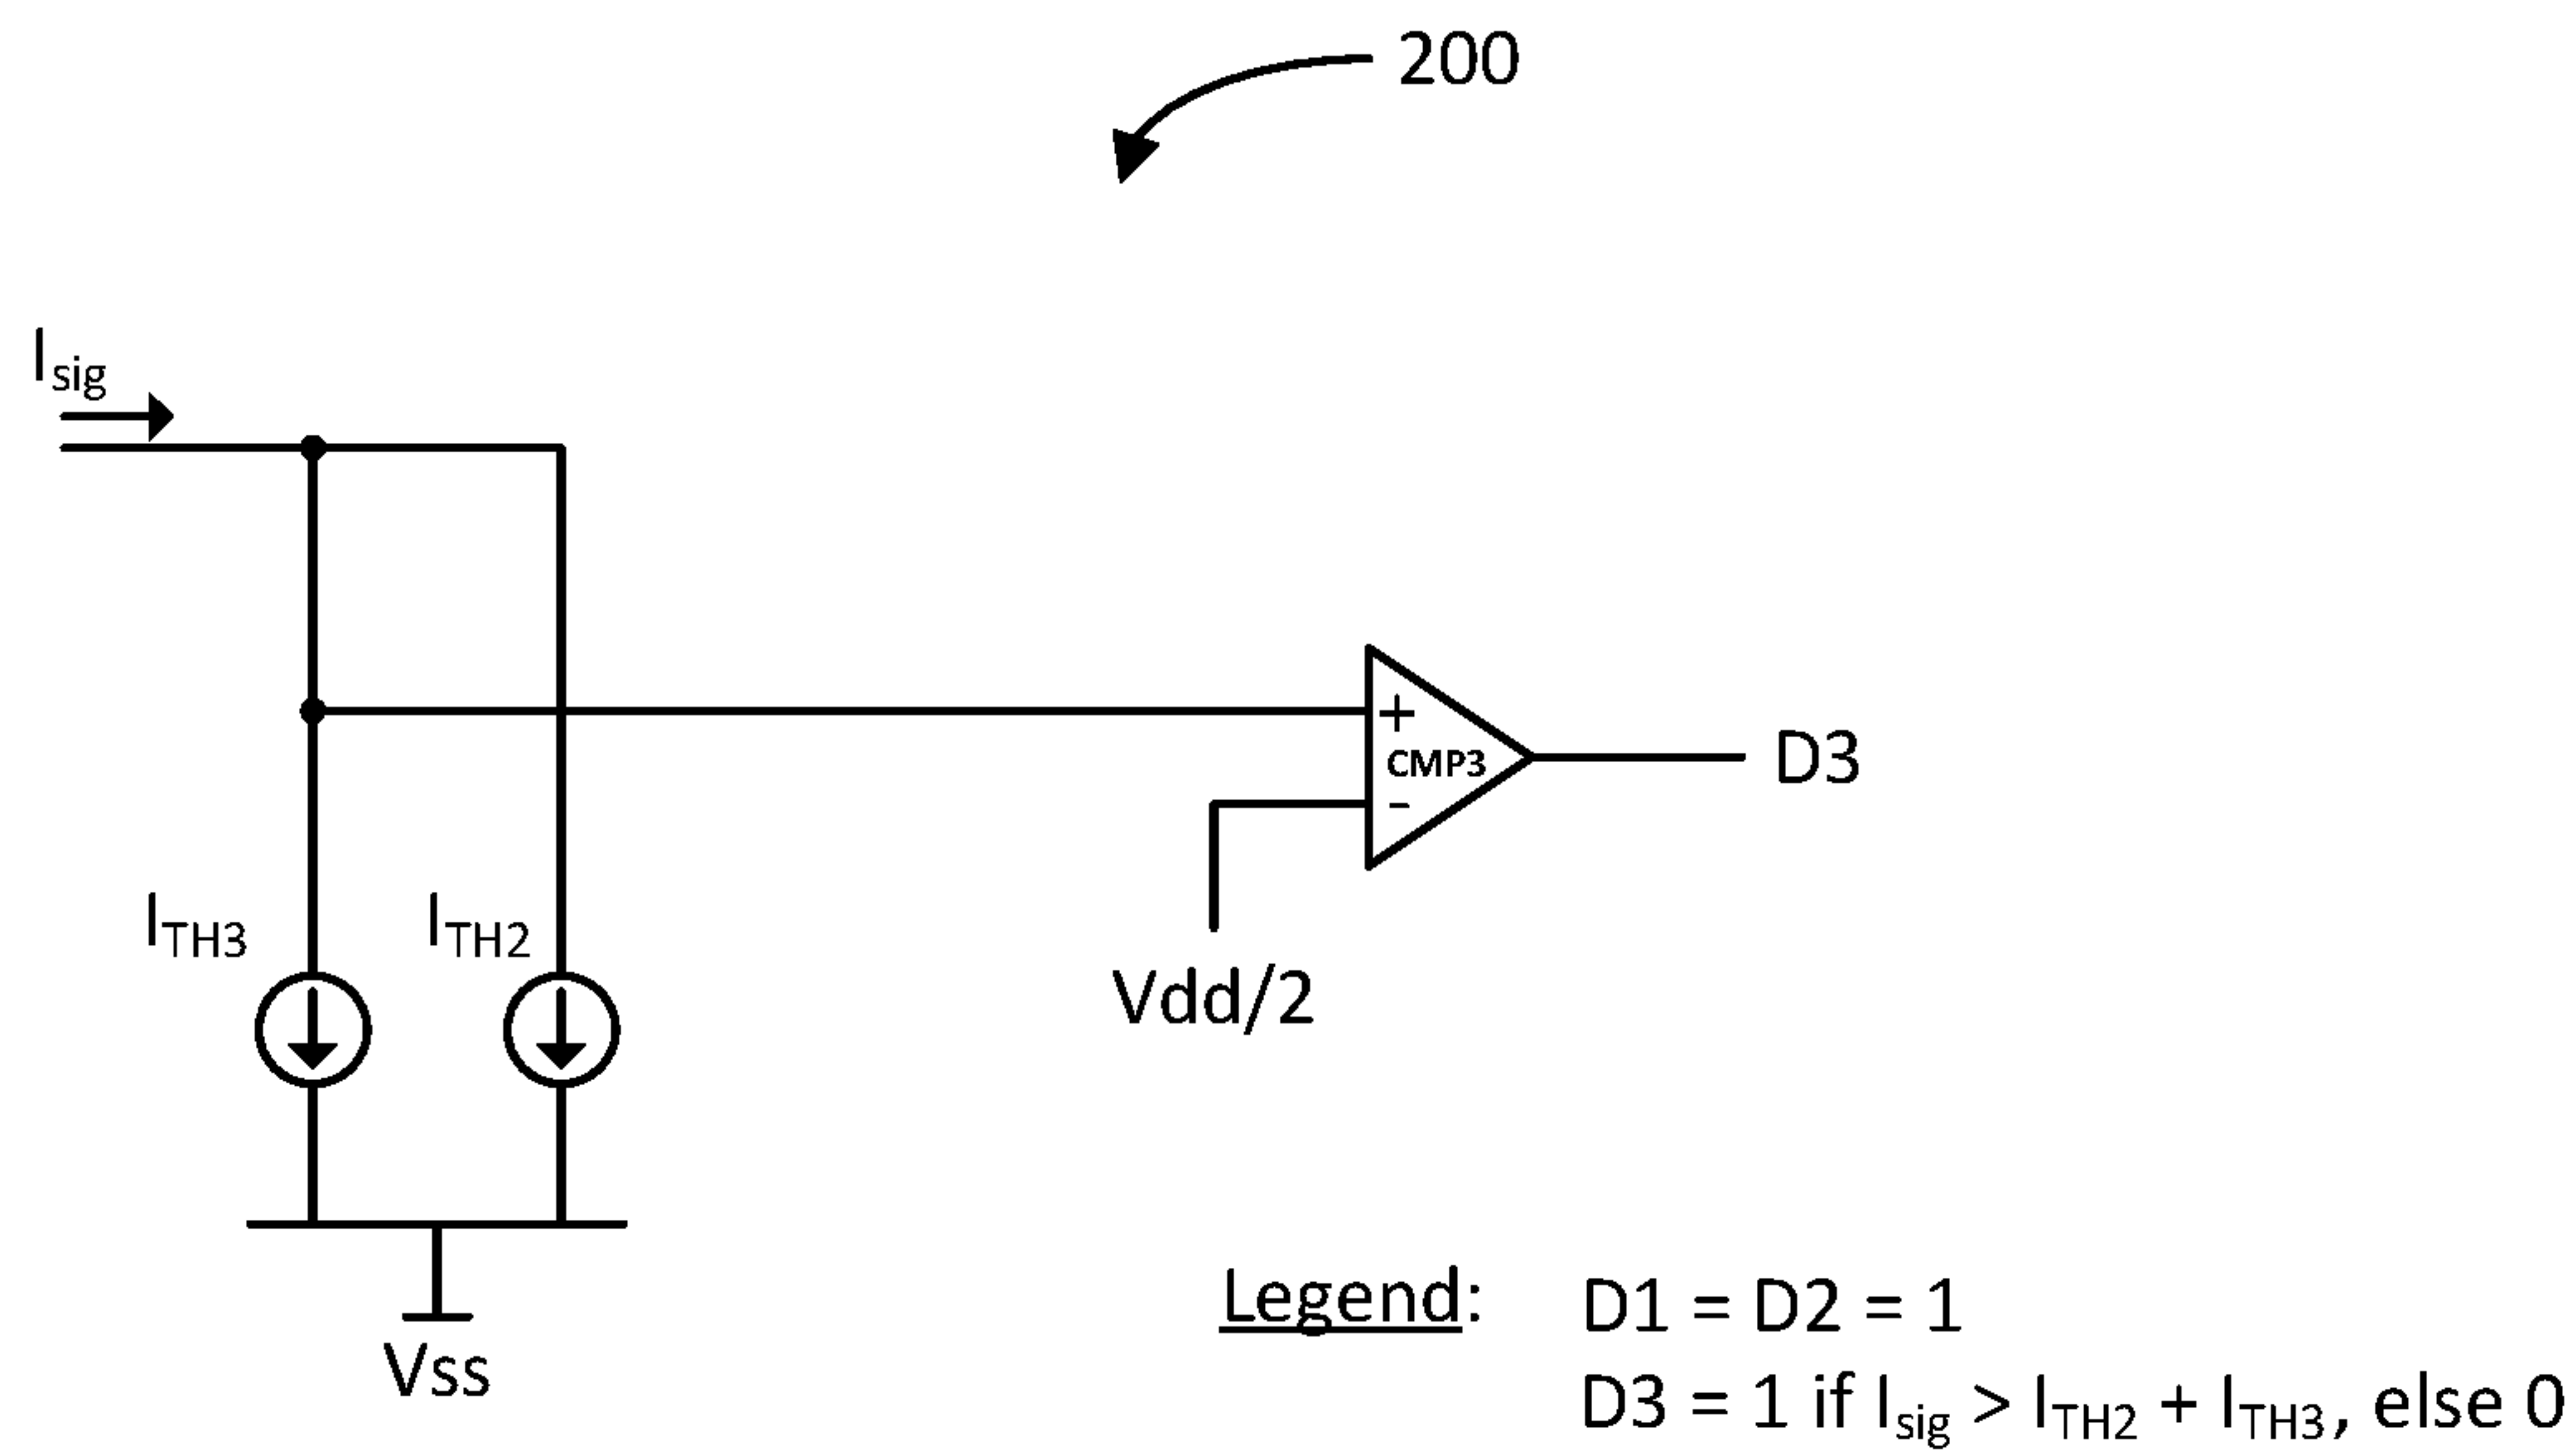 200
Isig
+
CMP3
-
D3
ITH3
ITH2
Vdd/2
Vss
Legend: D1 = D2 = 1
D3 = 1 if Isig > ITH2 + ITH3, else 0